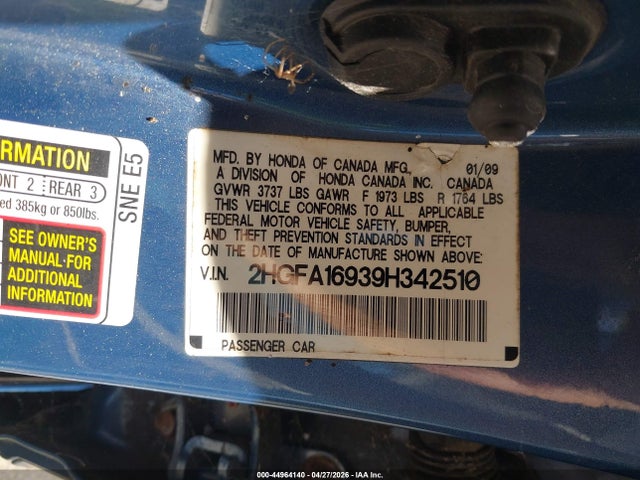 RMATION
ONT 2 REAR 3
ed 385kg or 850lbs.
SEE OWNER'S
MANUAL FOR
ADDITIONAL
INFORMATION
SNE E5
MFD. BY HONDA OF CANADA MFG., 01/09
A DIVISION OF HONDA CANADA INC. CANADA
GVWR 3737 LBS GAWR F 1973 LBS R 1764 LBS
THIS VEHICLE CONFORMS TO ALL APPLICABLE
FEDERAL MOTOR VEHICLE SAFETY, BUMPER,
AND THEFT PREVENTION STANDARDS IN EFFECT
ON THE DATE OF MANUFACTURE SHOWN ABOVE:
V.I.N. 2HGFA16939H342510
PASSENGER CAR
000-44964140 - 04/27/2026 - IAA Inc.